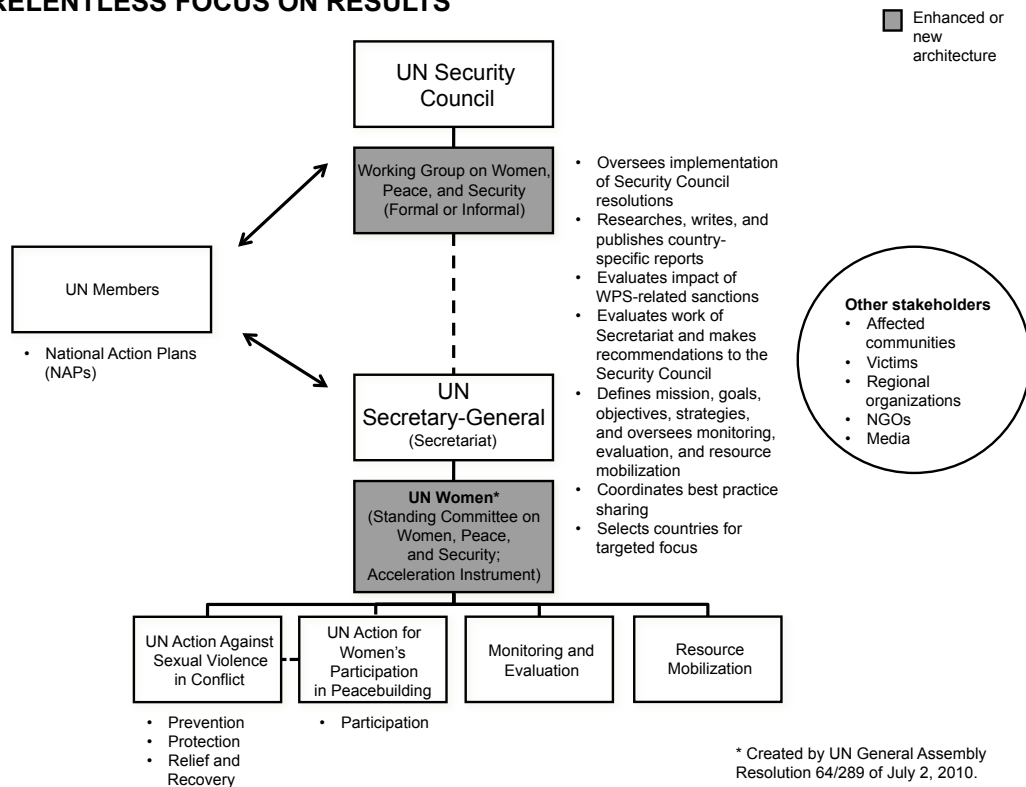 RELENTLESS FOCUS ON RESULTS
Enhanced or
new
architecture
UN Security
Council
Working Group on Women,
Peace, and Security
(Formal or Informal)
• Oversees implementation
of Security Council
resolutions
• Researches, writes, and
publishes country-
specific reports
• Evaluates impact of
WPS-related sanctions
• Evaluates work of
Secretariat and makes
recommendations to the
Security Council
• Defines mission, goals,
objectives, strategies,
and oversees monitoring,
evaluation, and resource
mobilization
• Coordinates best practice
sharing
• Selects countries for
targeted focus
UN Members
• National Action Plans
(NAPs)
Other stakeholders
• Affected
communities
• Victims
• Regional
organizations
• NGOs
• Media
UN
Secretary-General
(Secretariat)
UN Women*
(Standing Committee on
Women, Peace,
and Security;
Acceleration Instrument)
UN Action Against
Sexual Violence
in Conflict
UN Action for
Women's
Participation
in Peacebuilding
Monitoring and
Evaluation
Resource
Mobilization
• Prevention
• Protection
• Relief and
Recovery
• Participation
* Created by UN General Assembly
Resolution 64/289 of July 2, 2010.